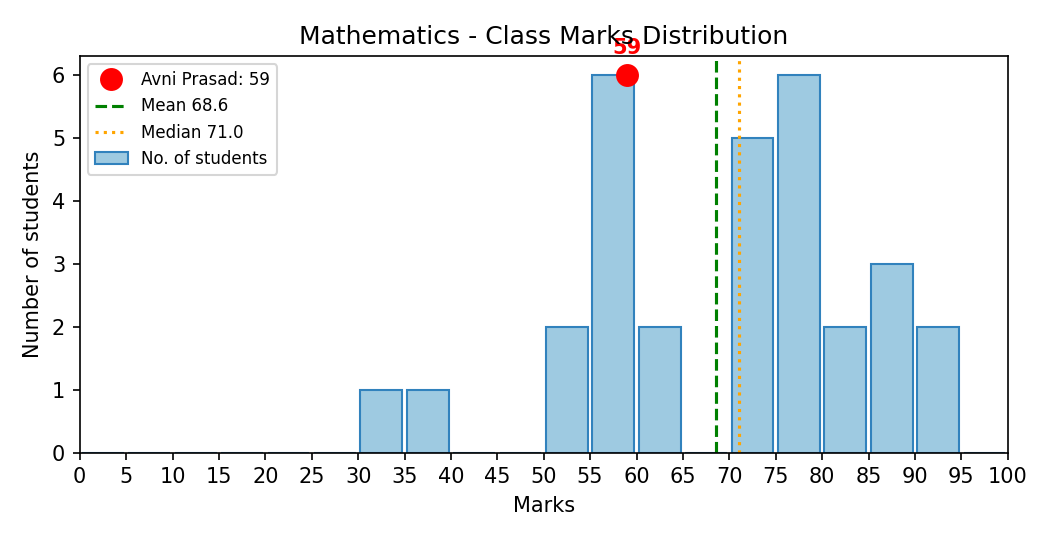 Mathematics - Class Marks Distribution
59
Avni Prasad: 59
Mean 68.6
Median 71.0
No. of students
Number of students
6
5
4
3
2
1
0
0 5 10 15 20 25 30 35 40 45 50 55 60 65 70 75 80 85 90 95 100
Marks